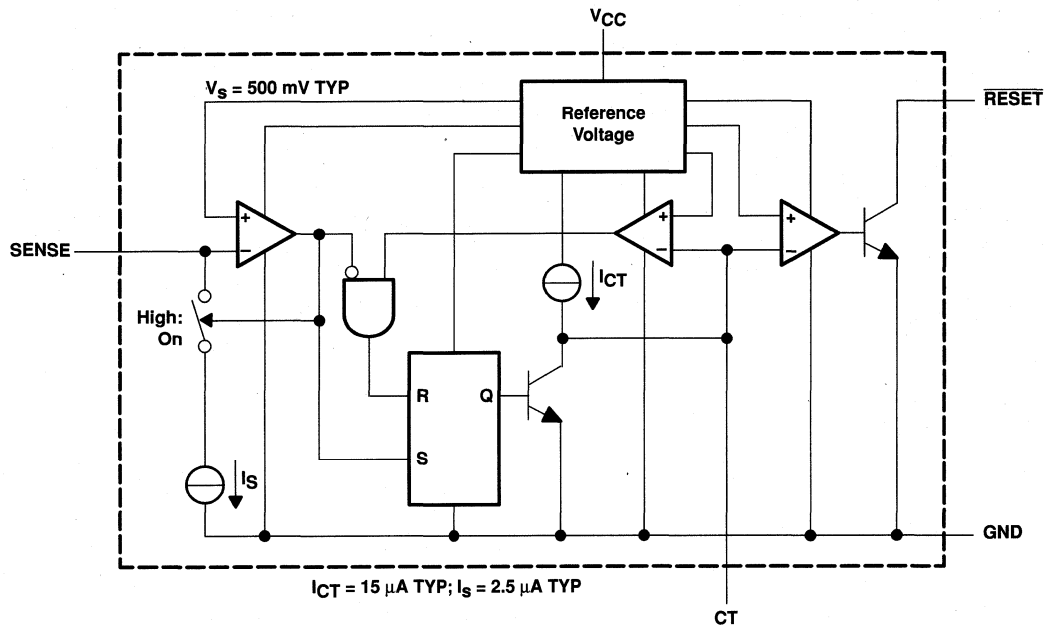 VCC
Vs = 500 mV TYP
Reference
Voltage
RESET
+
−
+
−
+
−
SENSE
ICT
High:
On
R
Q
S
IS
GND
ICT = 15 μA TYP; Is = 2.5 μA TYP
CT